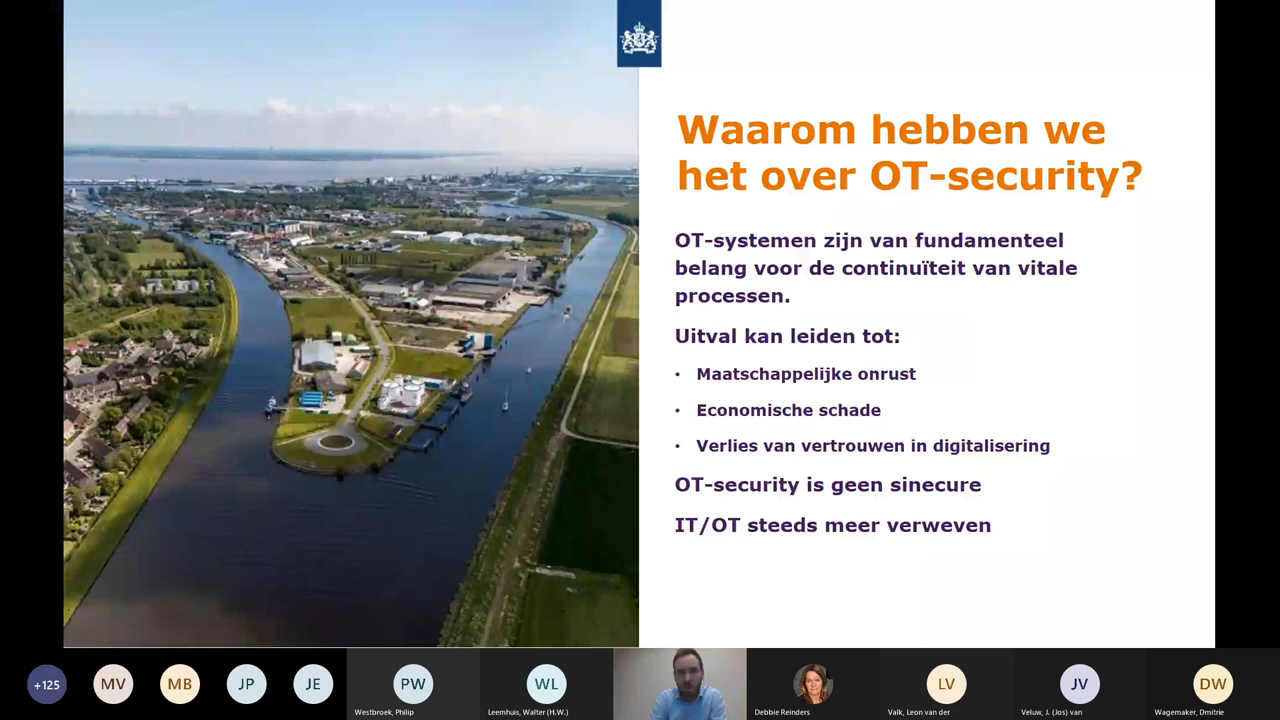 Waarom hebben we
het over OT-security?
OT-systemen zijn van fundamenteel
belang voor de continuïteit van vitale
processen.
Uitval kan leiden tot:
• Maatschappelijke onrust
• Economische schade
• Verlies van vertrouwen in digitalisering
OT-security is geen sinecure
IT/OT steeds meer verweven
+125
MV
MB
JP
JE
PW
Westbroek, Philip
WL
Leemhuis, Walter (H.W.)
Debbie Reinders
LV
Valk, Leon van der
JV
Veluw, J. (Jos) van
DW
Wagemaker, Dmitrie